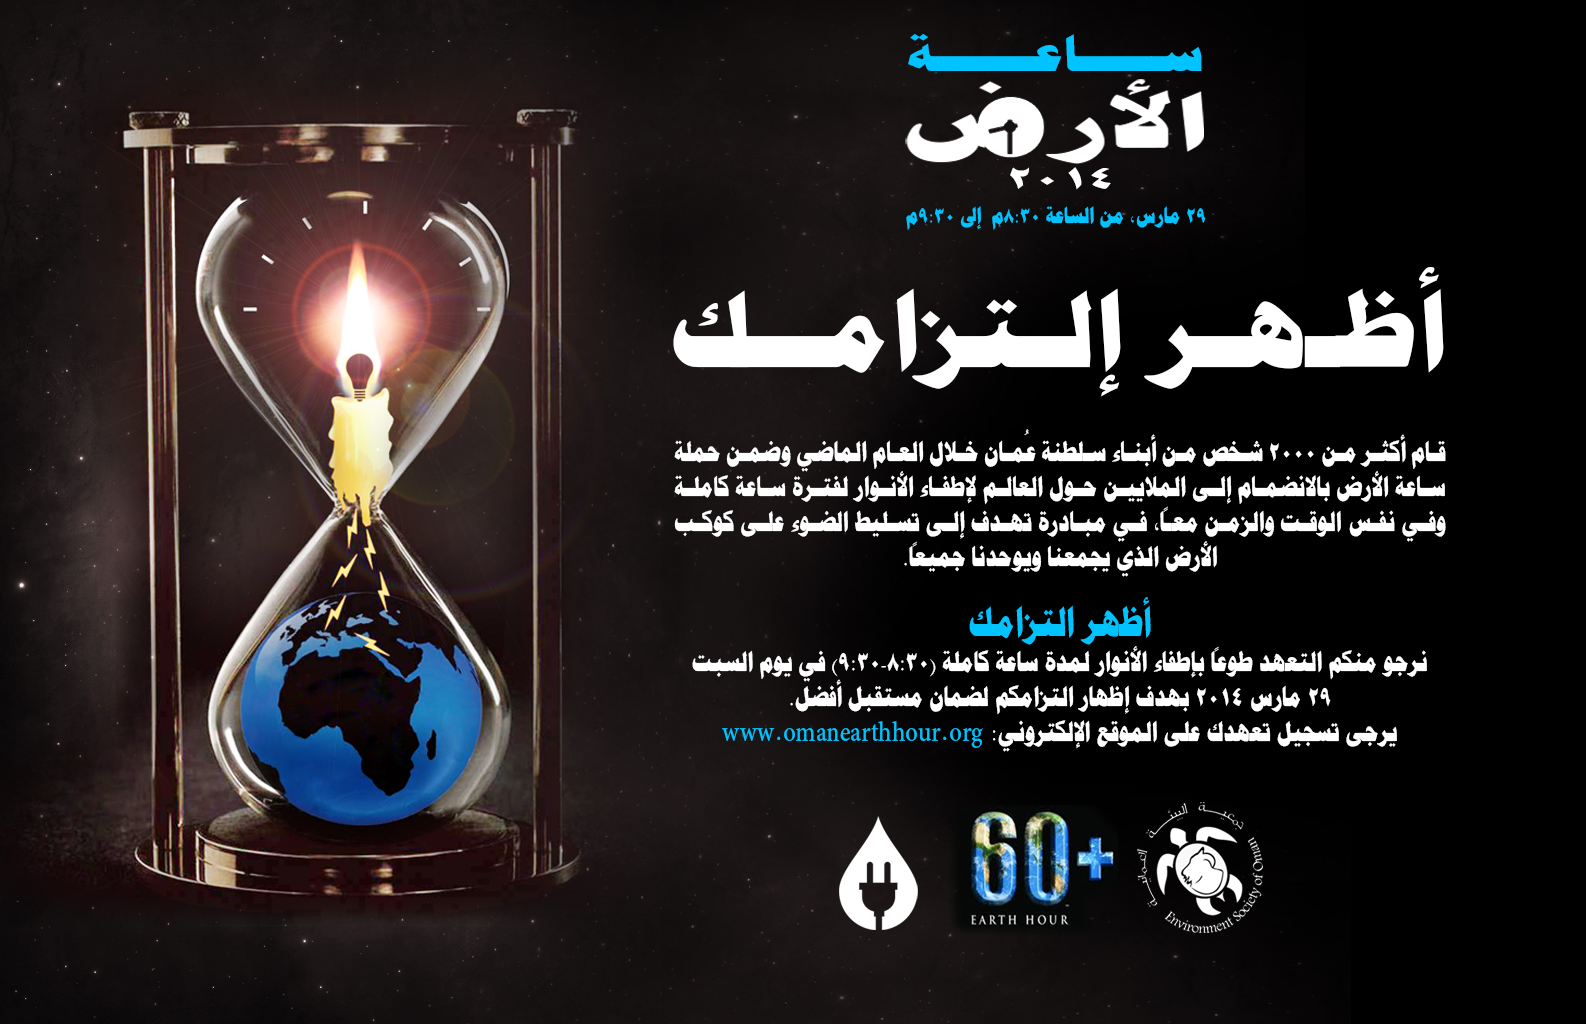 ساعة
الأرض
٢٠١٤
٢٩ مارس، من الساعة ٨:٣٠م إلى ٩:٣٠م
أظهر إلتزامك
قام أكثر من ٢٠٠٠ شخص من أبناء سلطنة عُمان خلال العام الماضي وضمن حملة
ساعة الأرض بالانضمام إلى الملايين حول العالم لإطفاء الأنوار لفترة ساعة كاملة
وفي نفس الوقت والزمن معاً، في مبادرة تهدف إلى تسليط الضوء على كوكب
الأرض الذي يجمعنا ويوحدنا جميعاً.
أظهر التزامك
نرجو منكم التعهد طوعاً بإطفاء الأنوار لمدة ساعة كاملة (٨:٣٠-٩:٣٠) في يوم السبت
٢٩ مارس ٢٠١٤ بهدف إظهار التزامكم لضمان مستقبل أفضل.
يرجى تسجيل تعهدك على الموقع الإلكتروني: www.omanearthhour.org
60+
EARTH HOUR
جمعية البيئة العمانية
Environment Society of Oman